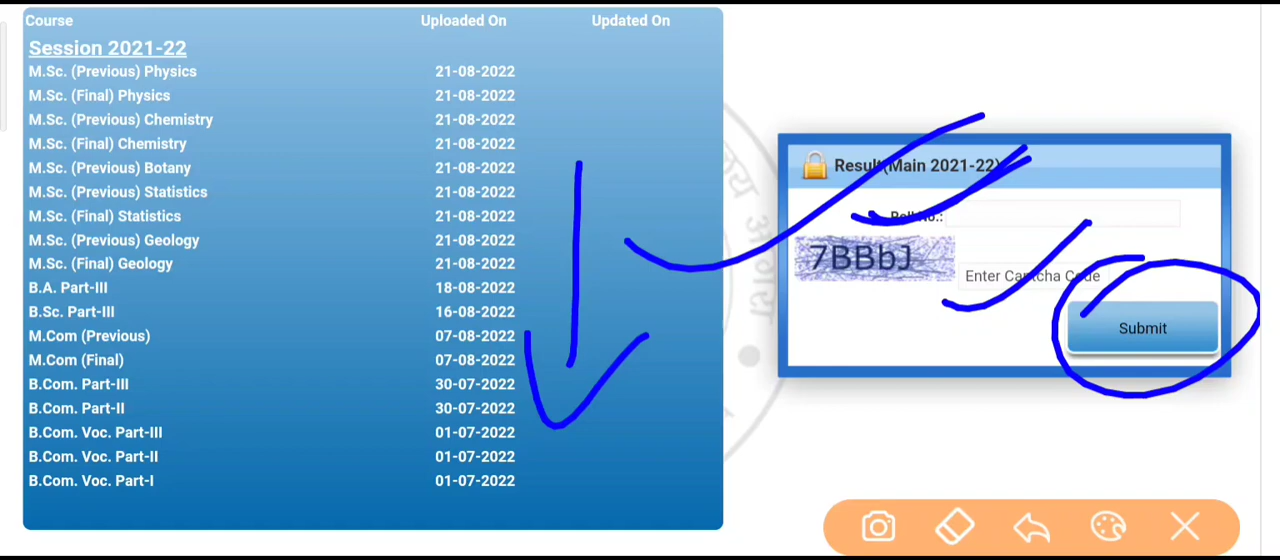 Course Uploaded On Updated On
Session 2021-22
M.Sc. (Previous) Physics 21-08-2022
M.Sc. (Final) Physics 21-08-2022
M.Sc. (Previous) Chemistry 21-08-2022
M.Sc. (Final) Chemistry 21-08-2022
M.Sc. (Previous) Botany 21-08-2022
M.Sc. (Previous) Statistics 21-08-2022
M.Sc. (Final) Statistics 21-08-2022
M.Sc. (Previous) Geology 21-08-2022
M.Sc. (Final) Geology 21-08-2022
B.A. Part-III 18-08-2022
B.Sc. Part-III 16-08-2022
M.Com (Previous) 07-08-2022
M.Com (Final) 07-08-2022
B.Com. Part-III 30-07-2022
B.Com. Part-II 30-07-2022
B.Com. Voc. Part-III 01-07-2022
B.Com. Voc. Part-II 01-07-2022
B.Com. Voc. Part-I 01-07-2022
Result(Main 2021-22)
Roll No.:
7BBbJ
Enter Captcha Code
Submit